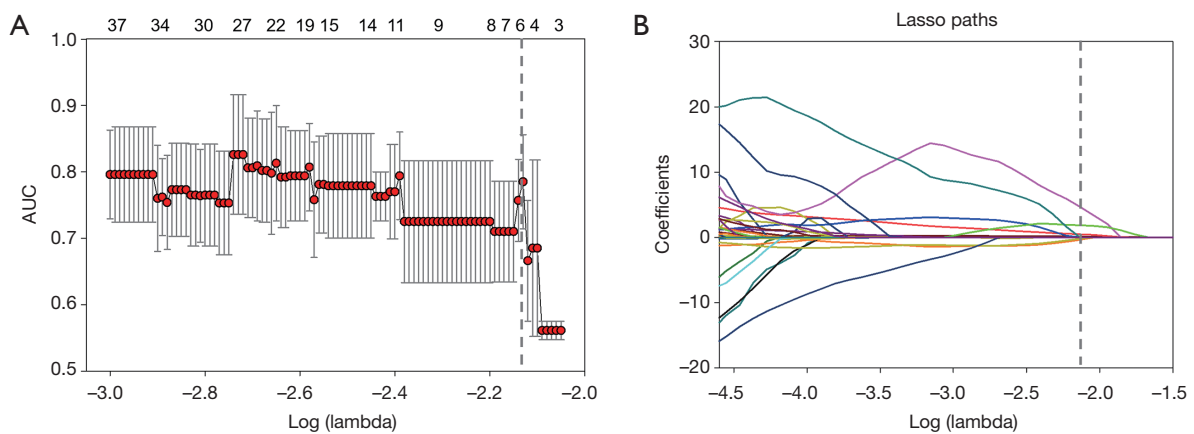 A
37 34 30 27 22 19 15 14 11 9 8 7 6 4 3
1.0
0.9
0.8
0.7
0.6
0.5
AUC
−3.0 −2.8 −2.6 −2.4 −2.2 −2.0
Log (lambda)
B
Lasso paths
30
20
10
0
−10
−20
Coefficients
−4.5 −4.0 −3.5 −3.0 −2.5 −2.0 −1.5
Log (lambda)